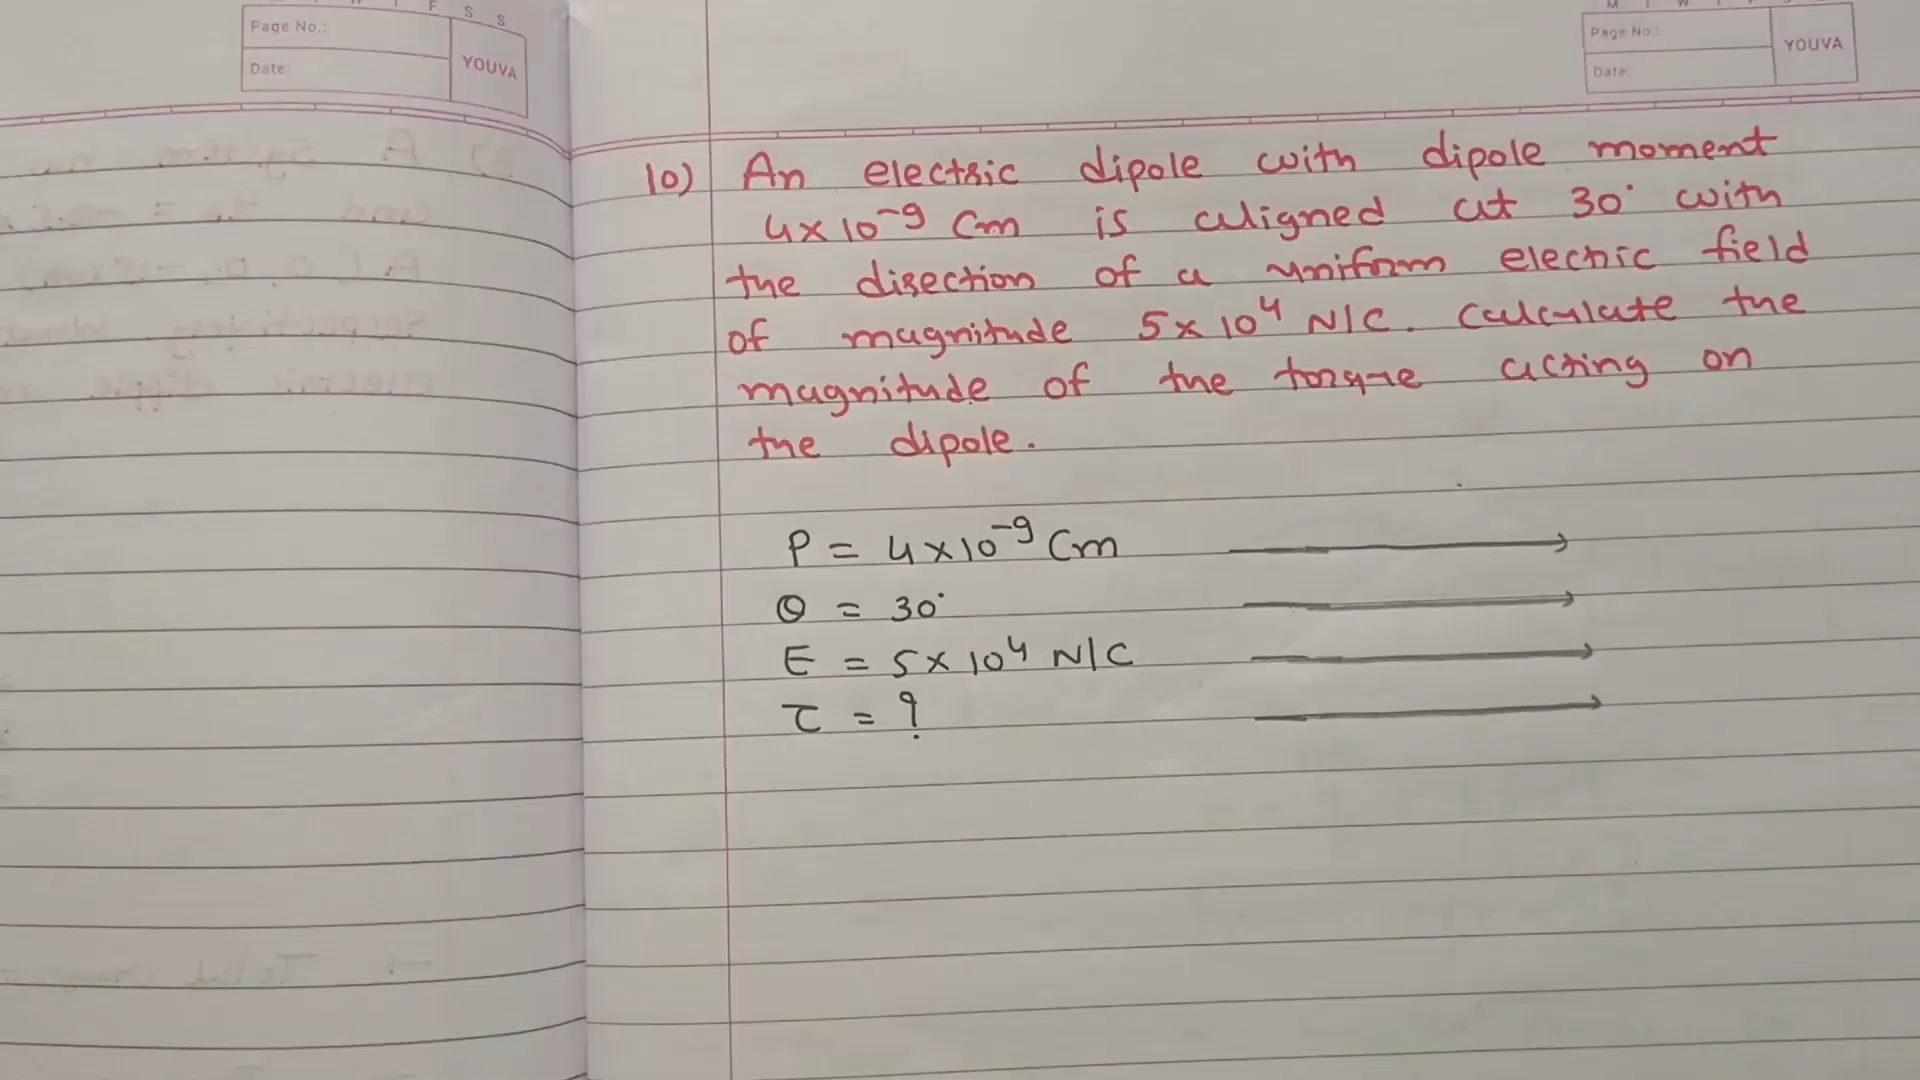 Page No.:
Date:
YOUVA
Page No.:
Date:
YOUVA
10) An electric dipole with dipole moment
4×10⁻⁹ Cm is aligned at 30° with
the direction of a uniform electric field
of magnitude 5×10⁴ N/C. Calculate the
magnitude of the torque acting on
the dipole.
P = 4×10⁻⁹ Cm
θ = 30°
E = 5×10⁴ N/C
τ = ?